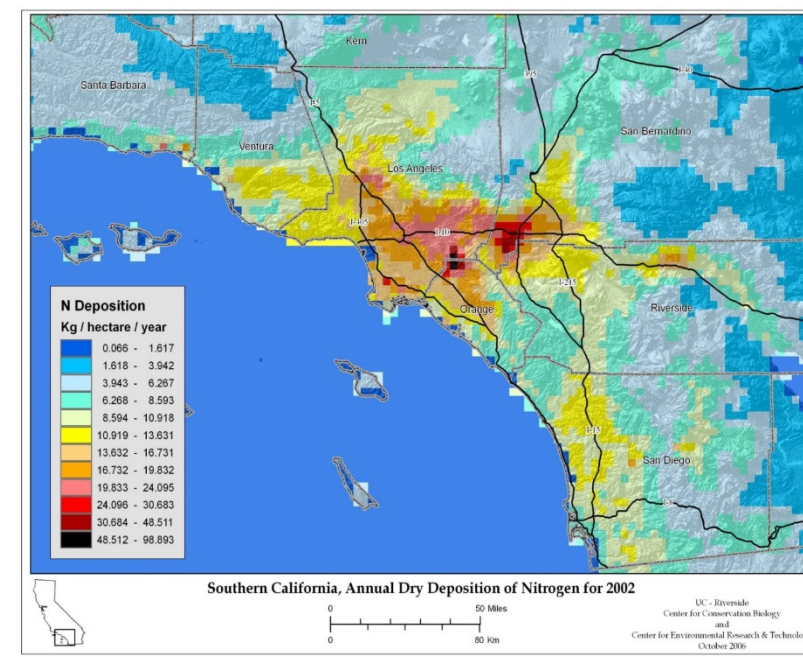 Kern
I-5
395
I-40
Santa Barbara
San Bernardino
Ventura
Los Angeles
I-405
I-10
I-215
Orange
Riverside
I-15
San Diego
I-8
N Deposition
Kg / hectare / year
0.066 - 1.617
1.618 - 3.942
3.943 - 6.267
6.268 - 8.593
8.594 - 10.918
10.919 - 13.631
13.632 - 16.731
16.732 - 19.832
19.833 - 24.095
24.096 - 30.683
30.684 - 48.511
48.512 - 98.893
Southern California, Annual Dry Deposition of Nitrogen for 2002
0 50 Miles
0 80 Km
UC - Riverside
Center for Conservation Biology
and
Center for Environmental Research & Technolo
October 2006